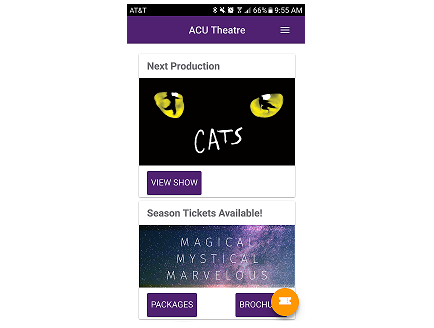 AT&T 66% 9:55 AM
ACU Theatre
Next Production
CATS
VIEW SHOW
Season Tickets Available!
MAGICAL
MYSTICAL
MARVELOUS
PACKAGES BROCHU